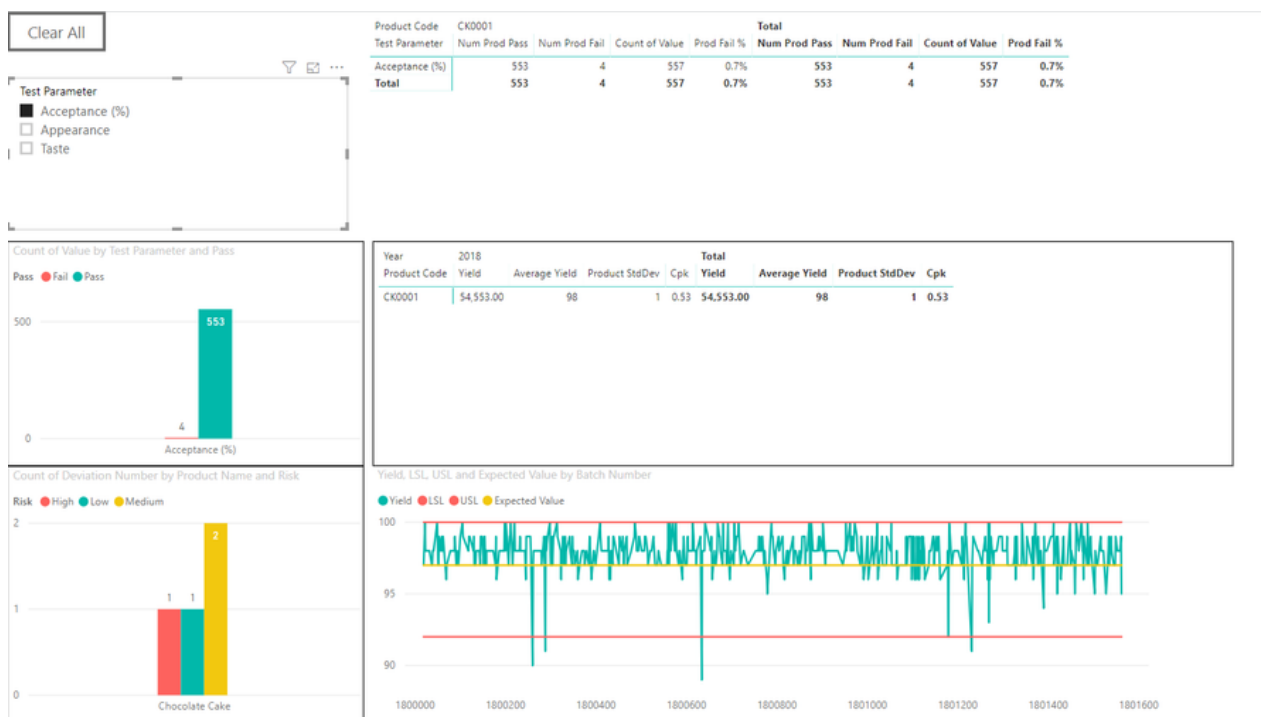 Clear All
Test Parameter
Acceptance (%)
Appearance
Taste
Product Code CK0001 Total
Test Parameter Num Prod Pass Num Prod Fail Count of Value Prod Fail % Num Prod Pass Num Prod Fail Count of Value Prod Fail %
Acceptance (%) 553 4 557 0.7% 553 4 557 0.7%
Total 553 4 557 0.7% 553 4 557 0.7%
Count of Value by Test Parameter and Pass
Pass Fail Pass
500
553
4
0
Acceptance (%)
Year 2018 Total
Product Code Yield Average Yield Product StdDev Cpk Yield Average Yield Product StdDev Cpk
CK0001 54,553.00 98 1 0.53 54,553.00 98 1 0.53
Count of Deviation Number by Product Name and Risk
Risk High Low Medium
2
2
1 1
1
0
Chocolate Cake
Yield, LSL, USL and Expected Value by Batch Number
Yield LSL USL Expected Value
100
95
90
1800000 1800200 1800400 1800600 1800800 1801000 1801200 1801400 1801600